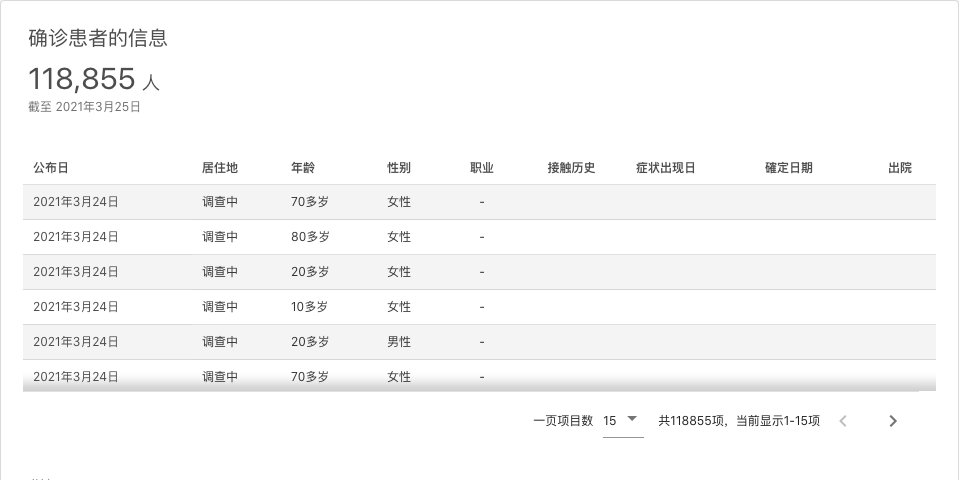 确诊患者的信息
118,855 人
截至 2021年3月25日
公布日 居住地 年龄 性别 职业 接触历史 症状出现日 確定日期 出院
2021年3月24日 调查中 70多岁 女性 -
2021年3月24日 调查中 80多岁 女性 -
2021年3月24日 调查中 20多岁 女性 -
2021年3月24日 调查中 10多岁 女性 -
2021年3月24日 调查中 20多岁 男性 -
2021年3月24日 调查中 70多岁 女性 -
一页项目数 15 共118855项，当前显示1-15项